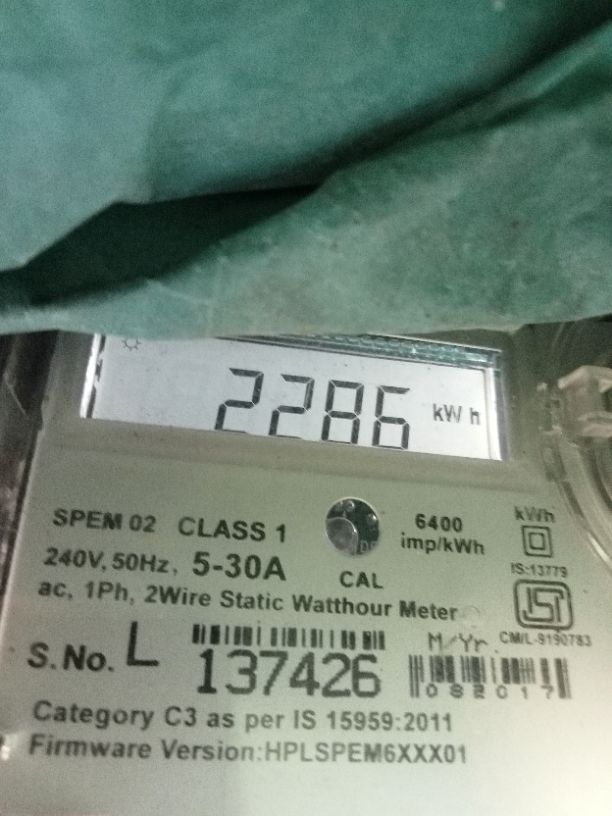 2286 kWh
SPEM 02 CLASS 1
6400 imp/kWh
kWh
240V, 50Hz, 5-30A
CAL
IS:13779
ac, 1Ph, 2Wire Static Watthour Meter
ISI
CM/L-9190783
S.No. L 137426
M/Yr.
082017
Category C3 as per IS 15959:2011
Firmware Version:HPLSPEM6XXX01